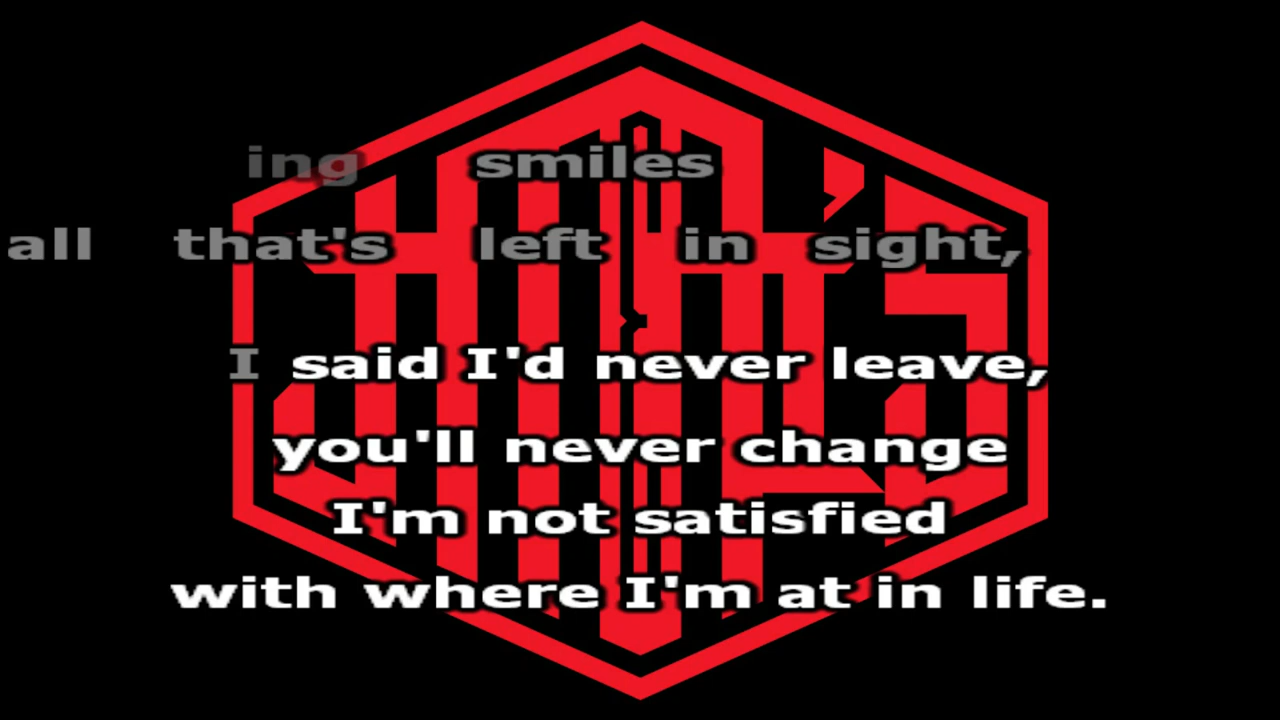 ing smiles
all that's left in sight,
I said I'd never leave,
you'll never change
I'm not satisfied
with where I'm at in life.